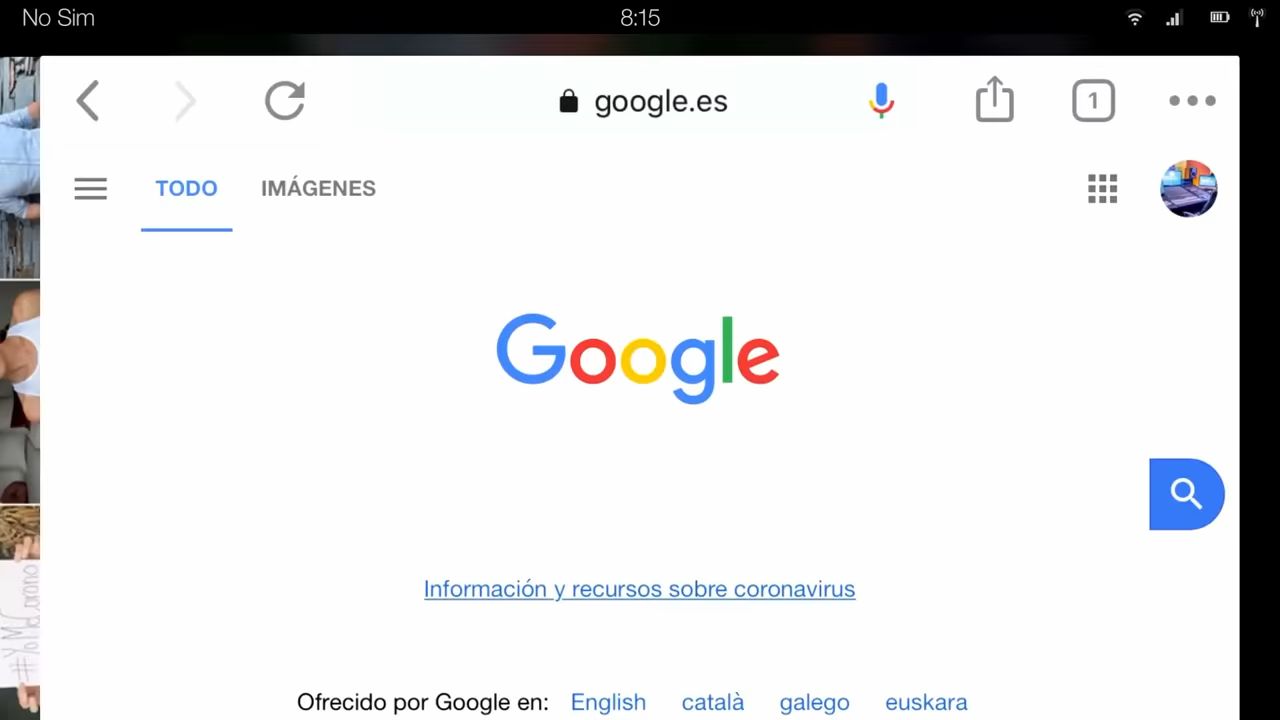 No Sim 8:15
google.es 1
TODO IMÁGENES
Google
Información y recursos sobre coronavirus
#YoMeCorono
Ofrecido por Google en: English català galego euskara